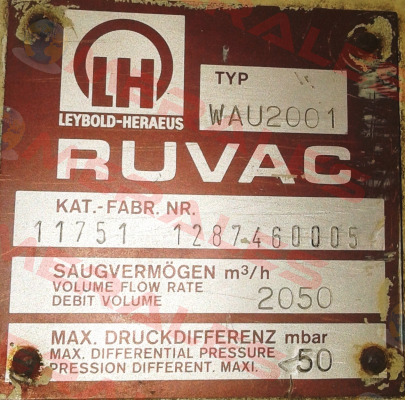 LH
LEYBOLD-HERAEUS
TYP
WAU2001
RUVAC
KAT.-FABR. NR.
11751 1287460005
SAUGVERMÖGEN m³/h
VOLUME FLOW RATE
DEBIT VOLUME 2050
MAX. DRUCKDIFFERENZ mbar
MAX. DIFFERENTIAL PRESSURE
PRESSION DIFFERENT. MAXI. <50